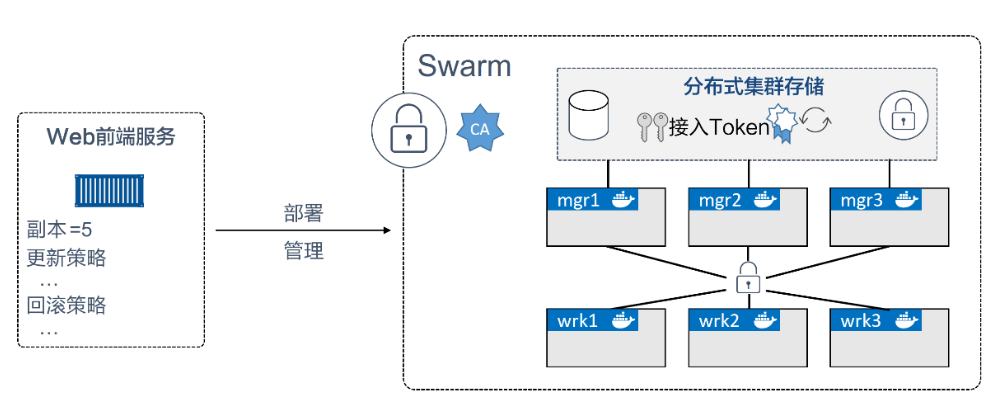 Web前端服务
副本=5
更新策略
…
回滚策略
…
部署
管理
Swarm
CA
分布式集群存储
接入Token
mgr1
mgr2
mgr3
wrk1
wrk2
wrk3